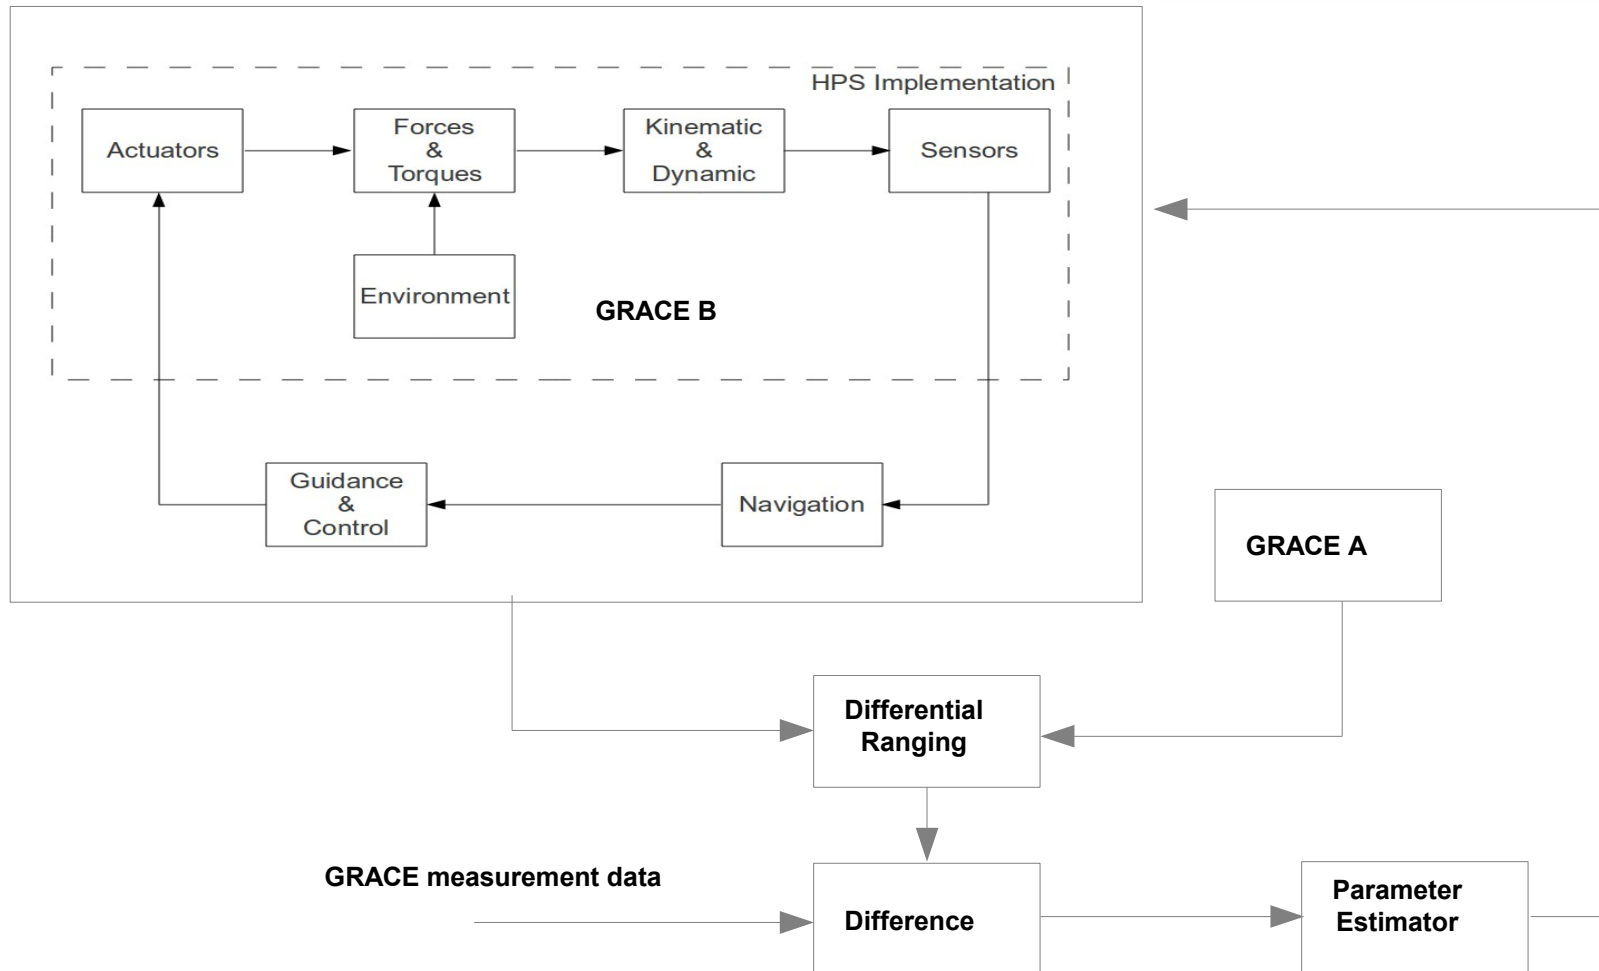 HPS Implementation
Actuators
Forces
&
Torques
Kinematic
&
Dynamic
Sensors
Environment
GRACE B
Guidance
&
Control
Navigation
GRACE A
Differential
Ranging
GRACE measurement data
Difference
Parameter
Estimator